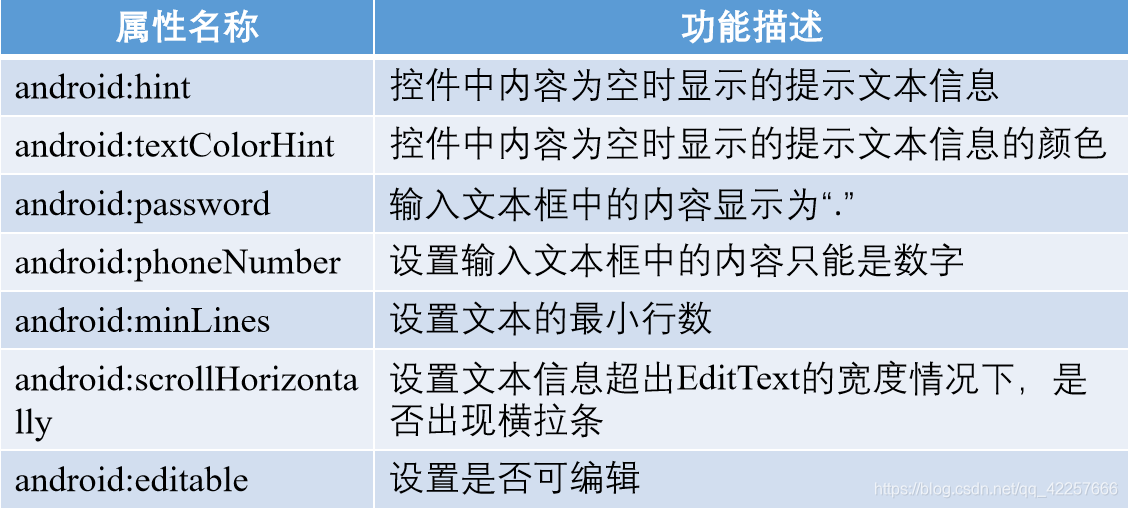 属性名称 功能描述
android:hint 控件中内容为空时显示的提示文本信息
android:textColorHint 控件中内容为空时显示的提示文本信息的颜色
android:password 输入文本框中的内容显示为“.”
android:phoneNumber 设置输入文本框中的内容只能是数字
android:minLines 设置文本的最小行数
android:scrollHorizonta 设置文本信息超出EditText的宽度情况下，是
lly 否出现横拉条
android:editable 设置是否可编辑
https://blog.csdn.net/qq_42257666